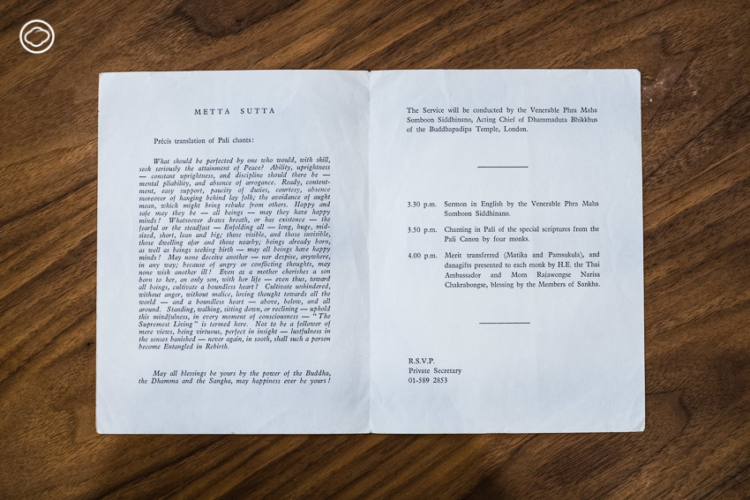 METTA SUTTA
Précis translation of Pali chants:
What should be perfected by one who would, with skill,
seek seriously the attainment of Peace? Ability, uprightness
— constant uprightness, and discipline should there be —
mental pliability, and absence of arrogance. Ready, content-
ment, easy support, paucity of duties, courtesy, absence
moreover of hanging behind lay folk; the avoidance of aught
mean, which might bring rebuke from others. Happy and
safe may they be — all beings — may they have happy
minds! Whatsoever draws breath, or has existence — the
fearful or the steadfast — Enfolding all — long, huge, mid-
sized, short, lean and big; those visible, and those invisible,
those dwelling afar and those nearby; beings already born,
as well as beings seeking birth — may all beings have happy
minds! May none deceive another — nor despise, anywhere,
in any way; because of angry or conflicting thoughts, may
none wish another ill! Even as a mother cherishes a son
born to her, an only son, with her life — even thus, toward
all beings, cultivate a boundless heart! Cultivate unhindered,
without anger, without malice, loving thought towards all the
world — and a boundless heart — above, below, and all
around. Standing, walking, sitting down, or reclining — uphold
this mindfulness, in every moment of consciousness — "The
Supremest Living" is termed here. Not to be a follower of
mere views, being virtuous, perfect in insight — lustfulness in
the senses banished — never again, in sooth, shall such a person
become Entangled in Rebirth.
May all blessings be yours by the power of the Buddha,
the Dhamma and the Sangha, may happiness ever be yours!
The Service will be conducted by the Venerable Phra Maha
Somboon Siddhinano, Acting Chief of Dhammaduta Bhikkhus
of the Buddhapadipa Temple, London.
3.30 p.m. Sermon in English by the Venerable Phra Maha
Somboon Siddhinano.
3.50 p.m. Chanting in Pali of the special scriptures from the
Pali Canon by four monks.
4.00 p.m. Merit transferred (Matika and Pamsukula), and
danagifts presented to each monk by H.E. the Thai
Ambassador and Mom Rajawongse Narisa
Chakrabongse, blessing by the Members of Sankha.
R.S.V.P.
Private Secretary
01-589 2853